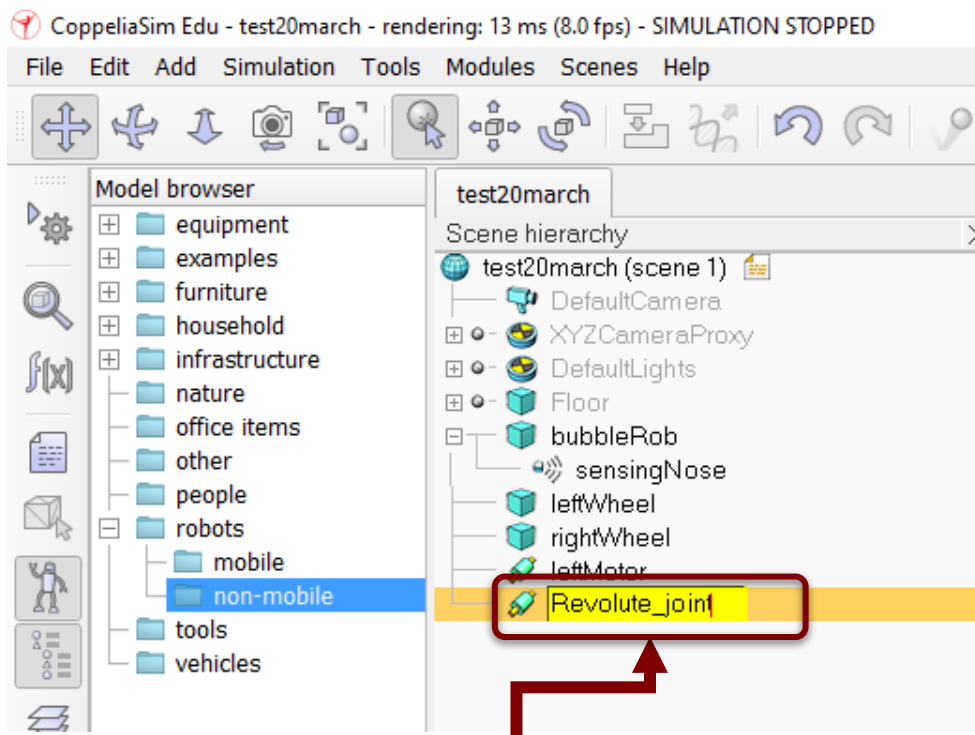 CoppeliaSim Edu - test20march - rendering: 13 ms (8.0 fps) - SIMULATION STOPPED
File Edit Add Simulation Tools Modules Scenes Help
Model browser
equipment
examples
furniture
household
infrastructure
nature
office items
other
people
robots
mobile
non-mobile
tools
vehicles
f(x)
test20march
Scene hierarchy
test20march (scene 1)
DefaultCamera
XYZCameraProxy
DefaultLights
Floor
bubbleRob
sensingNose
leftWheel
rightWheel
leftMotor
Revolute_joint